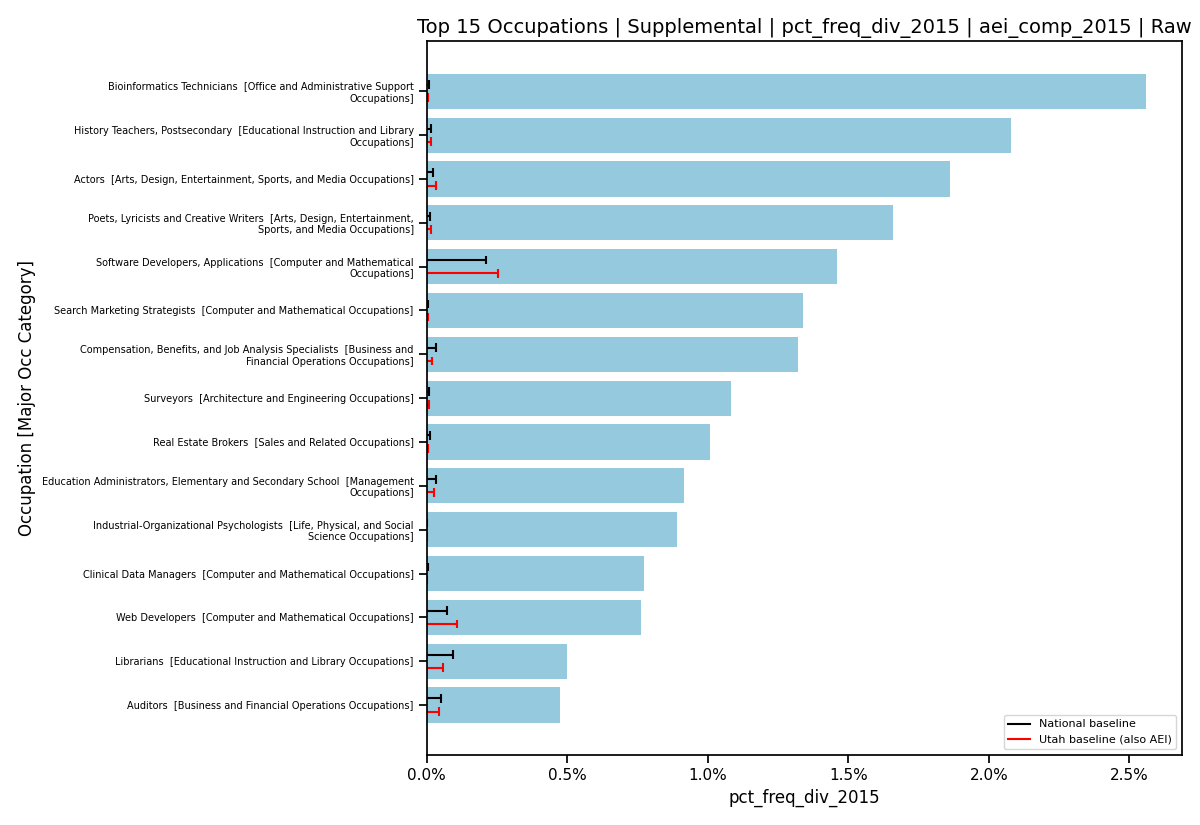 Top 15 Occupations | Supplemental | pct_freq_div_2015 | aei_comp_2015 | Raw
Bioinformatics Technicians  [Office and Administrative Support
Occupations]
History Teachers, Postsecondary  [Educational Instruction and Library
Occupations]
Actors  [Arts, Design, Entertainment, Sports, and Media Occupations]
Poets, Lyricists and Creative Writers  [Arts, Design, Entertainment,
Sports, and Media Occupations]
Software Developers, Applications  [Computer and Mathematical
Occupations]
Search Marketing Strategists  [Computer and Mathematical Occupations]
Compensation, Benefits, and Job Analysis Specialists  [Business and
Financial Operations Occupations]
Surveyors  [Architecture and Engineering Occupations]
Real Estate Brokers  [Sales and Related Occupations]
Education Administrators, Elementary and Secondary School  [Management
Occupations]
Industrial-Organizational Psychologists  [Life, Physical, and Social
Science Occupations]
Clinical Data Managers  [Computer and Mathematical Occupations]
Web Developers  [Computer and Mathematical Occupations]
Librarians  [Educational Instruction and Library Occupations]
Auditors  [Business and Financial Operations Occupations]
Occupation [Major Occ Category]
National baseline
Utah baseline (also AEI)
0.0% 0.5% 1.0% 1.5% 2.0% 2.5%
pct_freq_div_2015